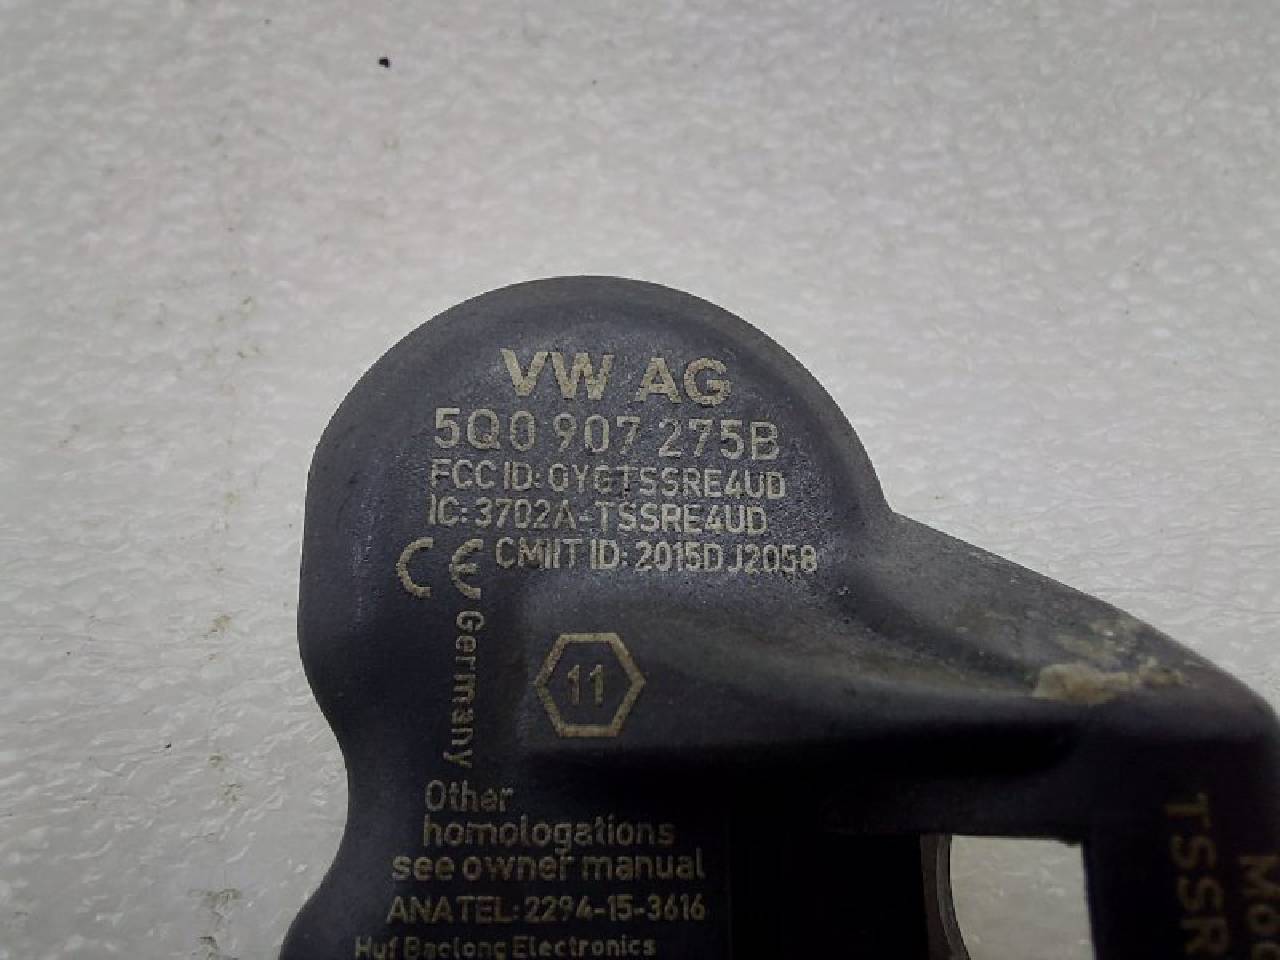 VW AG
5Q0 907 275B
FCC ID: OYGTSSRE4UD
IC: 3702A-TSSRE4UD
CE CMIIT ID: 2015DJ2058
Germany
11
Other
homologations
see owner manual
ANATEL: 2294-15-3616
Huf Baolong Electronics
TSSR